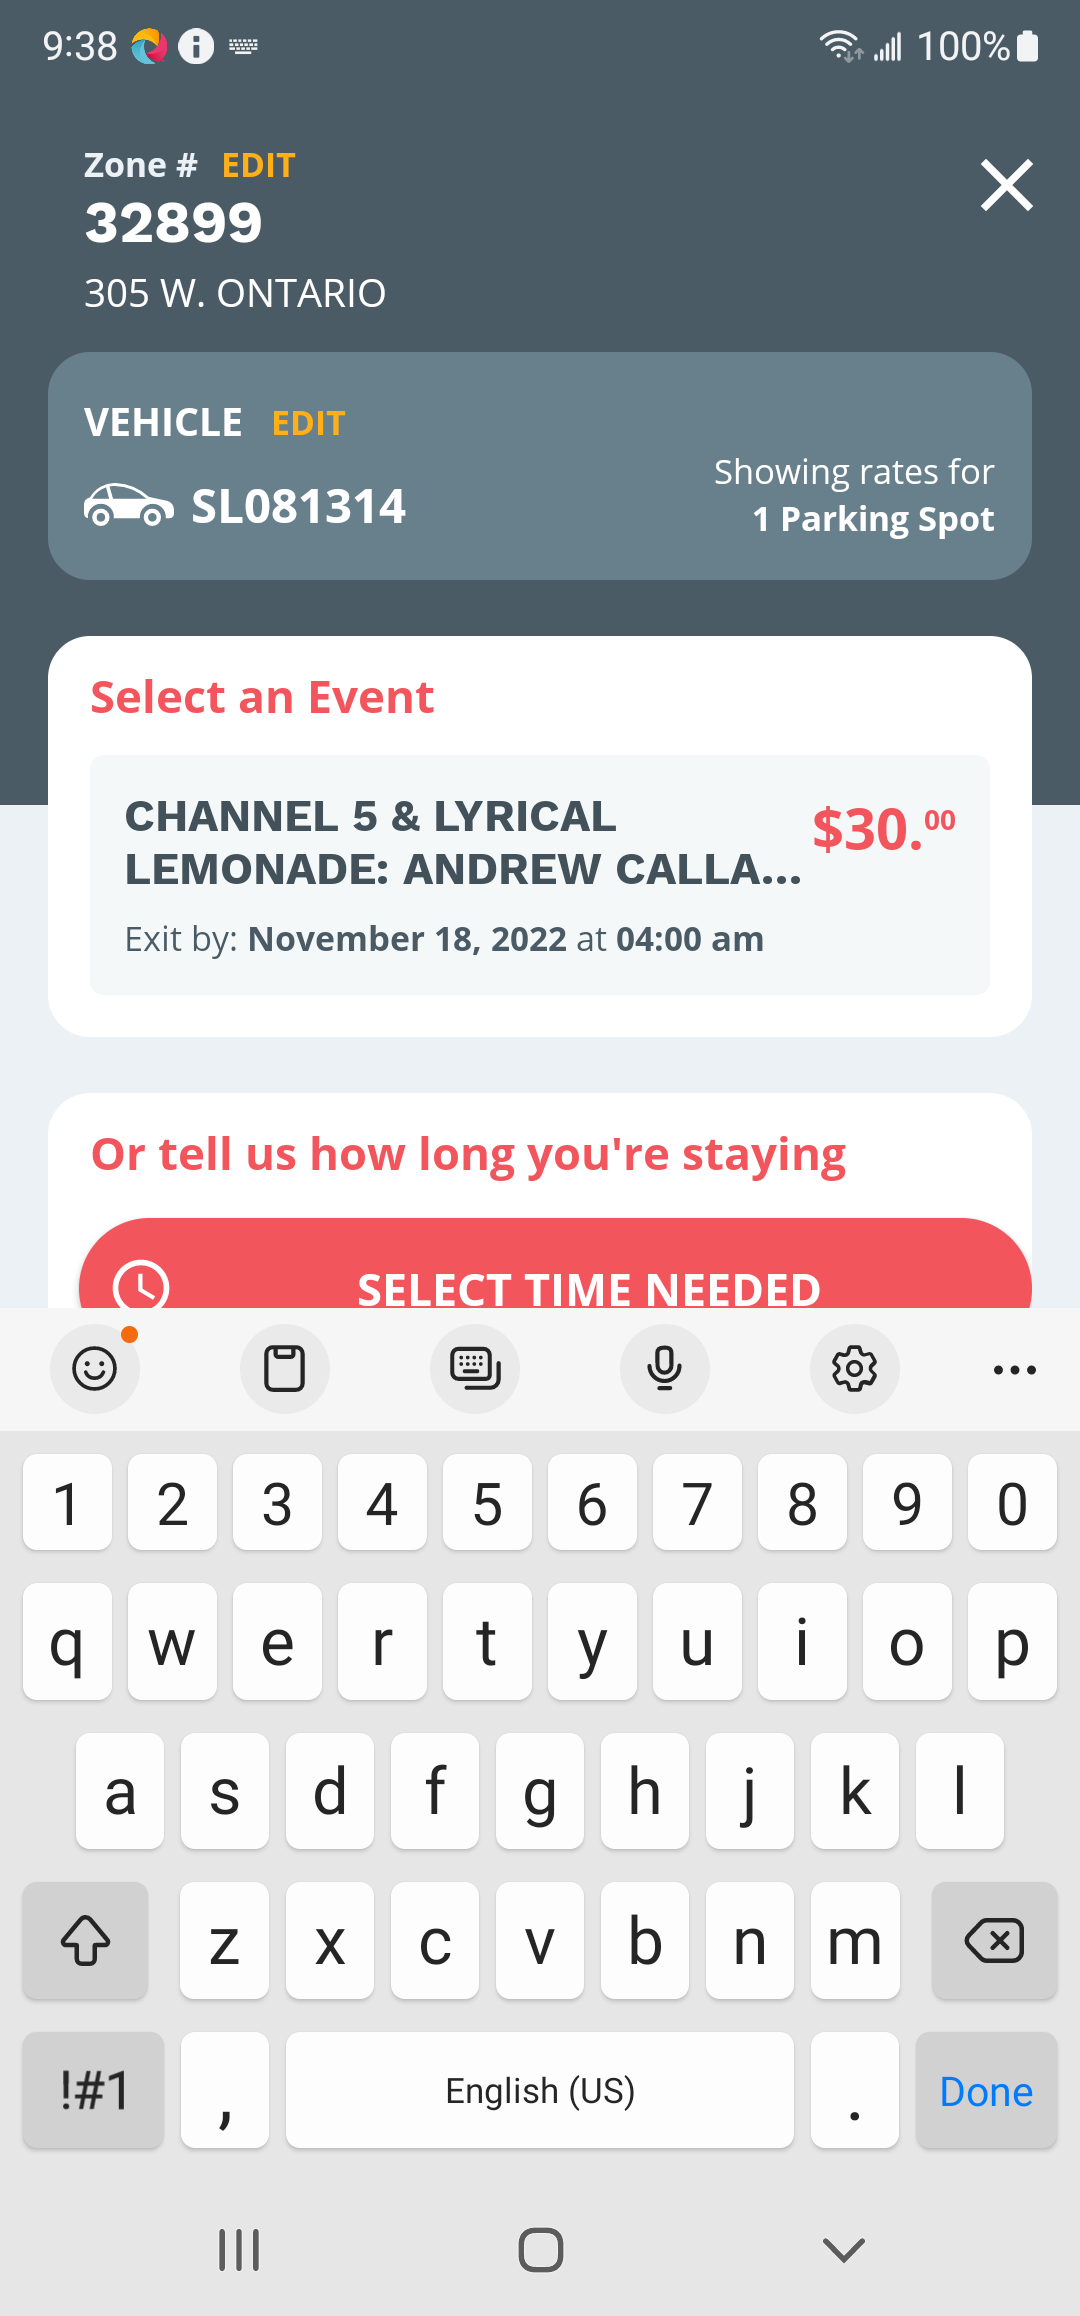 9:38 100%
Zone # EDIT
32899
305 W. ONTARIO
VEHICLE EDIT
SL081314
Showing rates for
1 Parking Spot
Select an Event
CHANNEL 5 & LYRICAL
LEMONADE: ANDREW CALLA...
$30.00
Exit by: November 18, 2022 at 04:00 am
Or tell us how long you're staying
SELECT TIME NEEDED
1 2 3 4 5 6 7 8 9 0
q w e r t y u i o p
a s d f g h j k l
z x c v b n m
!#1 , English (US) . Done